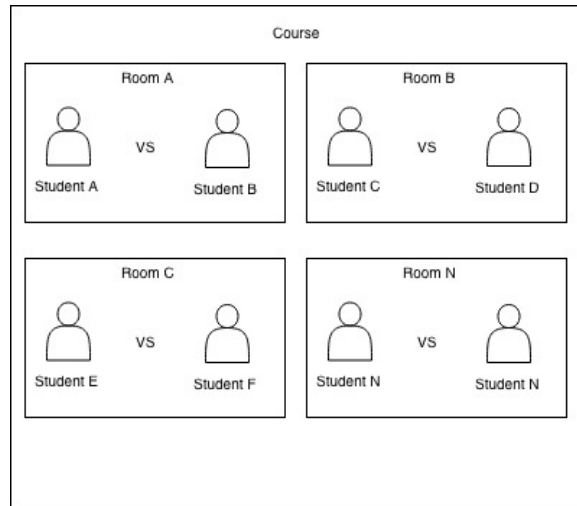 Course
Room A
VS
Student A
Student B
Room B
VS
Student C
Student D
Room C
VS
Student E
Student F
Room N
VS
Student N
Student N